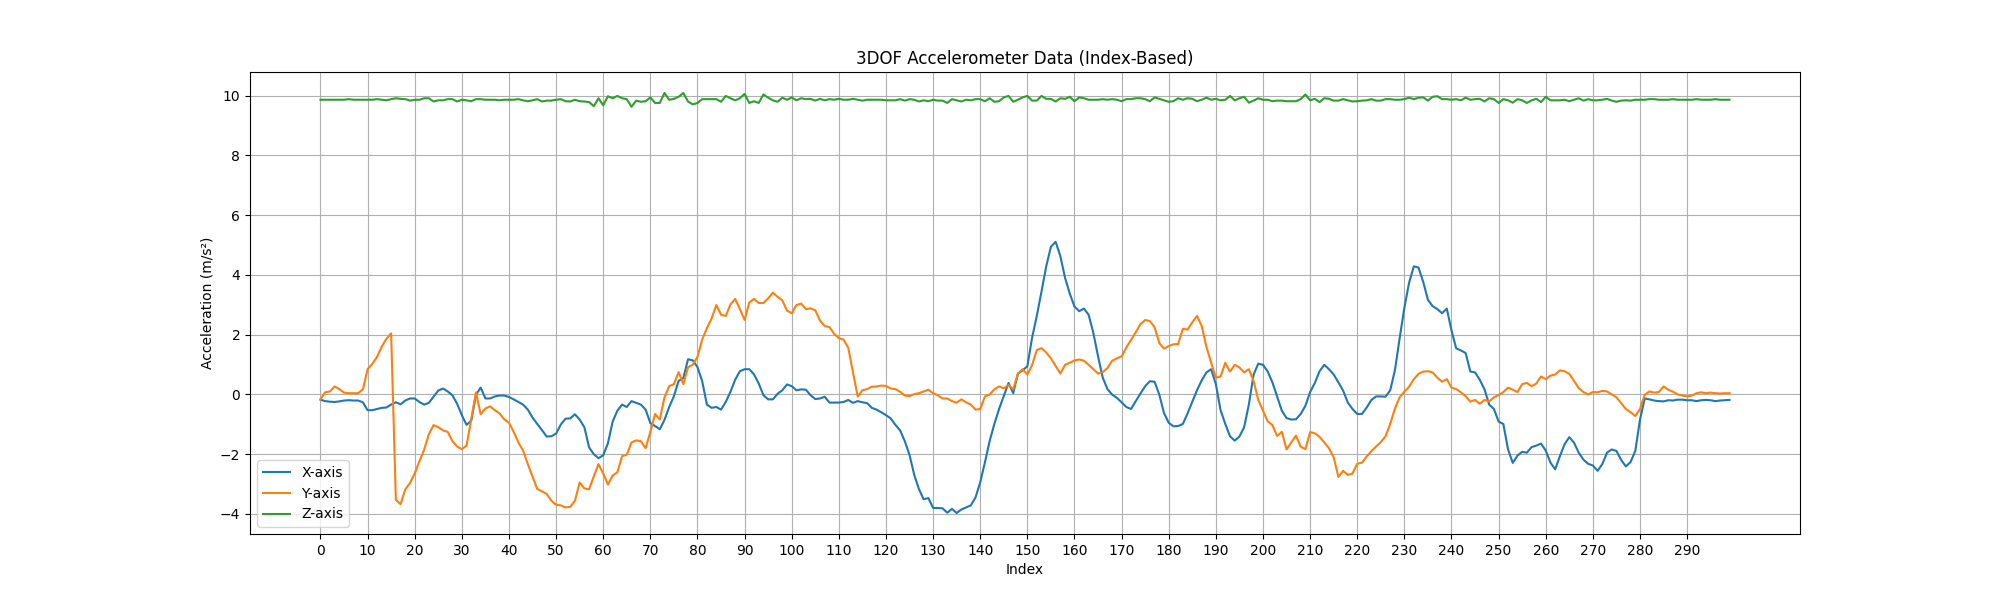 3DOF Accelerometer Data (Index-Based)
Acceleration (m/s²)
10
8
6
4
2
0
−2
−4
X-axis
Y-axis
Z-axis
0 10 20 30 40 50 60 70 80 90 100 110 120 130 140 150 160 170 180 190 200 210 220 230 240 250 260 270 280 290
Index